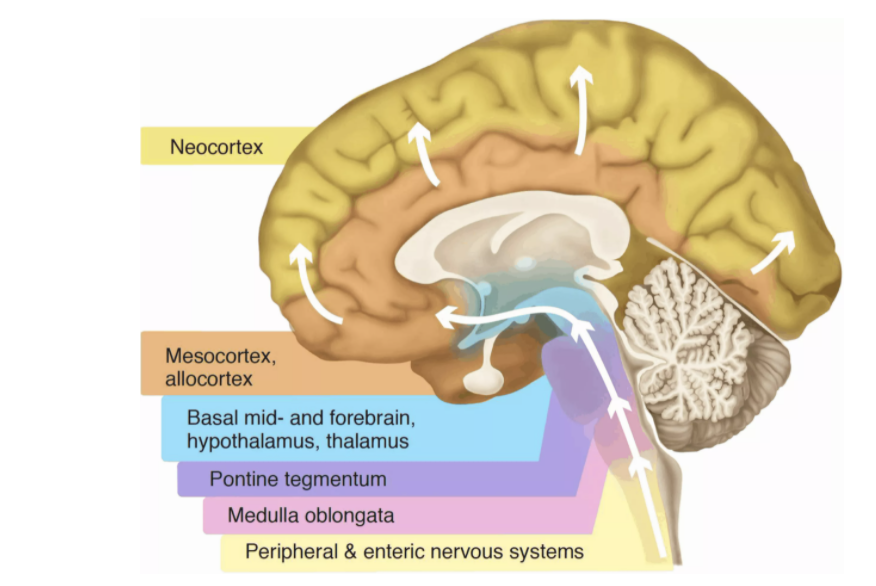 Neocortex
Mesocortex,
allocortex
Basal mid- and forebrain,
hypothalamus, thalamus
Pontine tegmentum
Medulla oblongata
Peripheral & enteric nervous systems